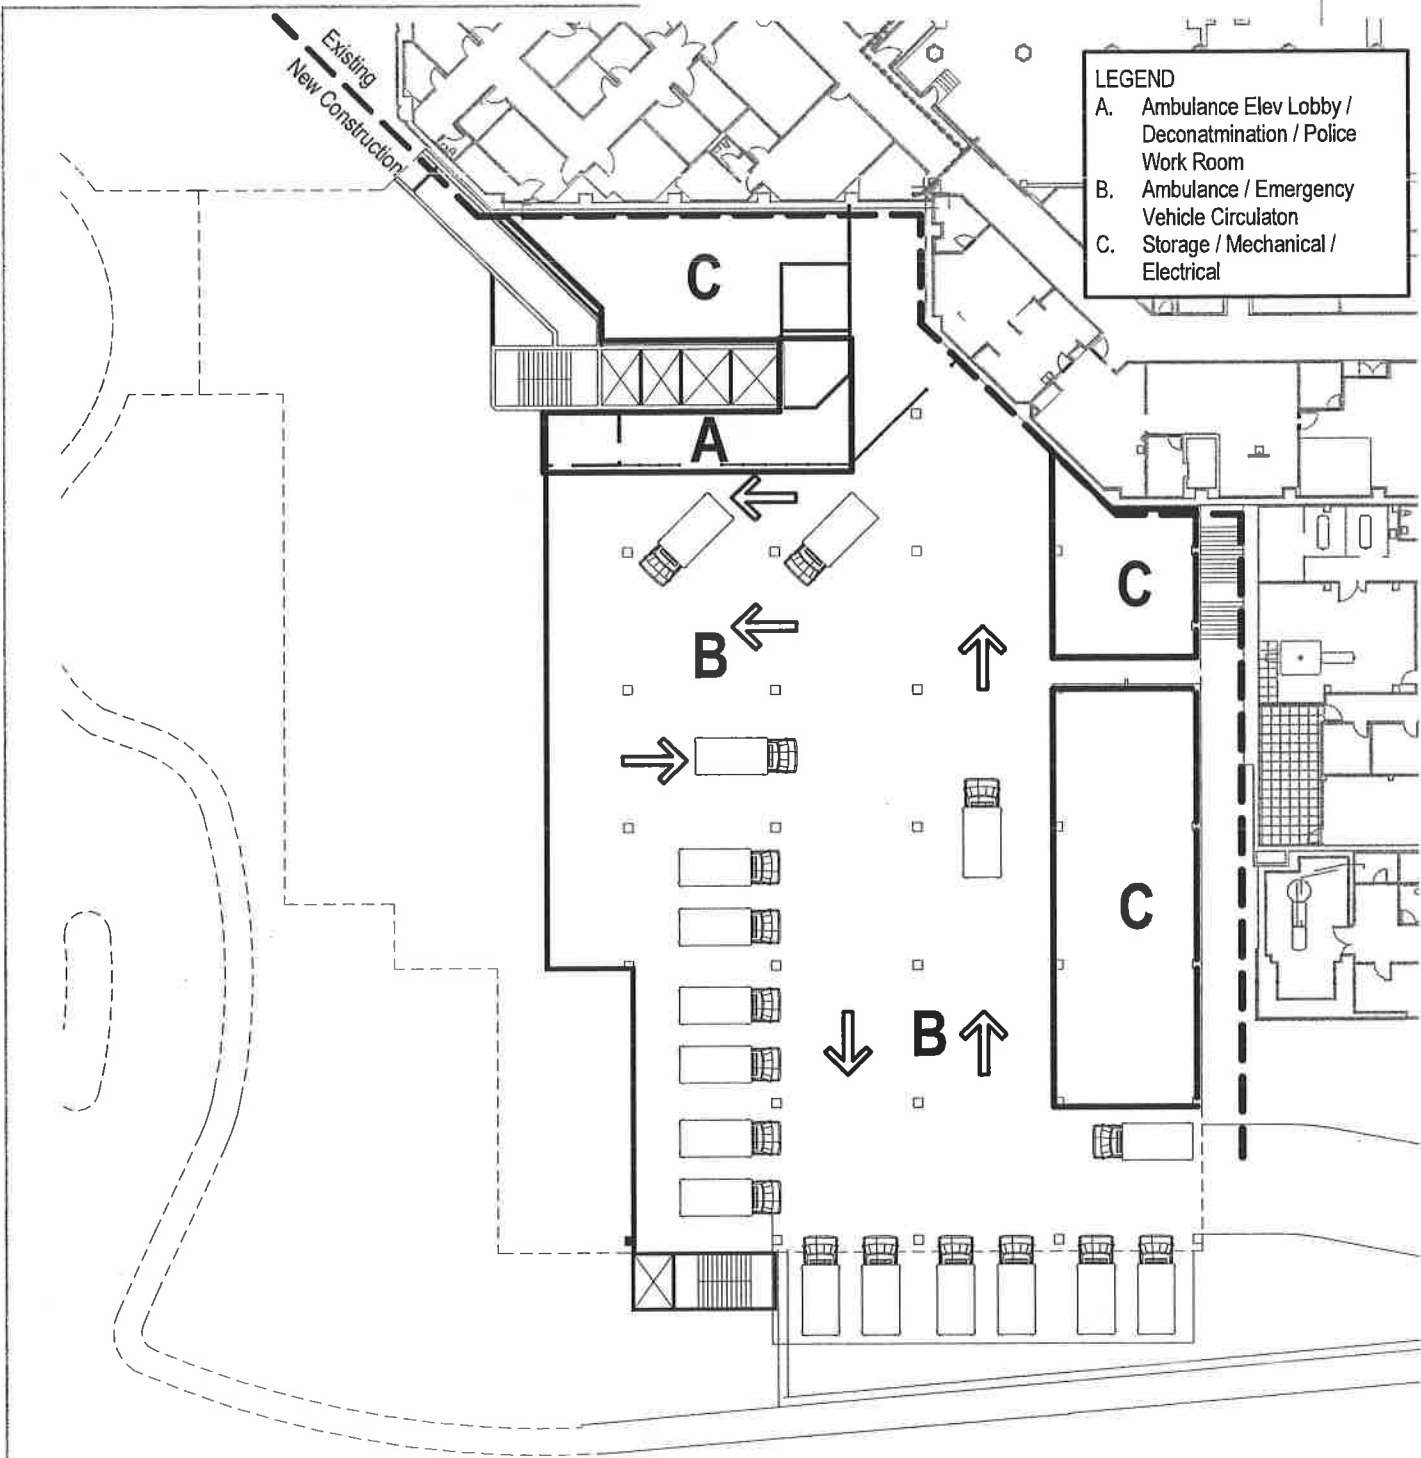 Existing
New Construction
LEGEND
A. Ambulance Elev Lobby /
Deconatmination / Police
Work Room
B. Ambulance / Emergency
Vehicle Circulaton
C. Storage / Mechanical /
Electrical
C
A
C
B
C
B